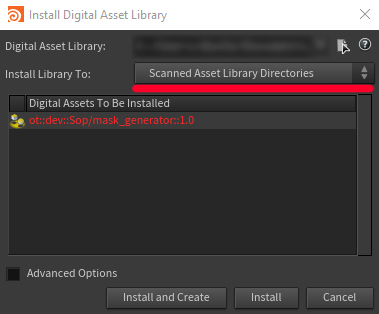 Install Digital Asset Library
Digital Asset Library:
Install Library To: Scanned Asset Library Directories
Digital Assets To Be Installed
ot::dev::Sop/mask_generator::1.0
Advanced Options
Install and Create Install Cancel